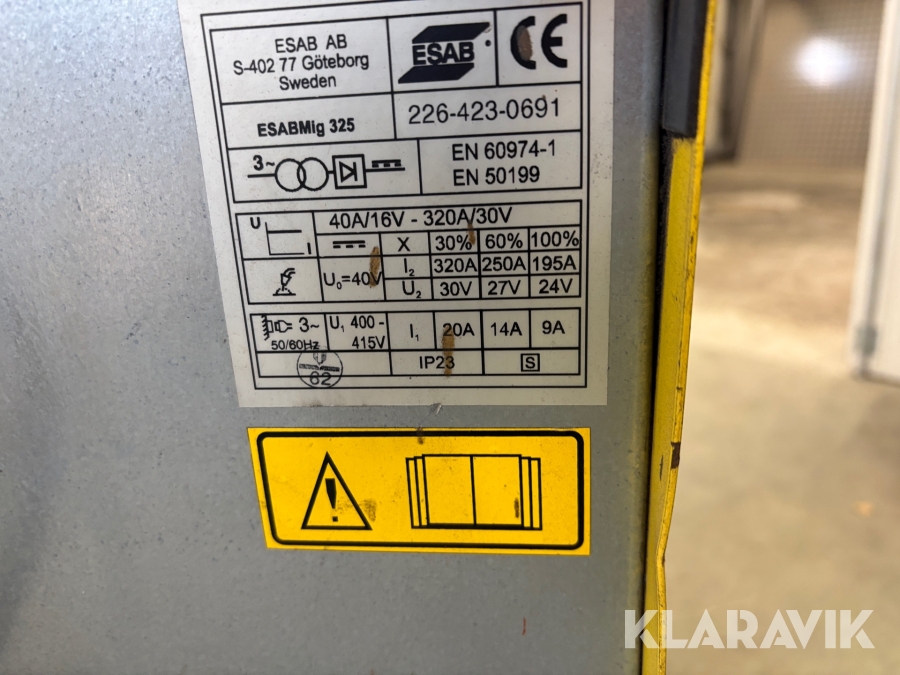 ESAB AB
S-402 77 Göteborg
Sweden
ESAB
CE
ESABMig 325
226-423-0691
3~
EN 60974-1
EN 50199
U
I
40A/16V - 320A/30V
X 30% 60% 100%
U₀=40V
I₂ 320A 250A 195A
U₂ 30V 27V 24V
3~
50/60Hz
U₁ 400 -
415V
I₁ 20A 14A 9A
62
IP23
S
!
KLARAVIK